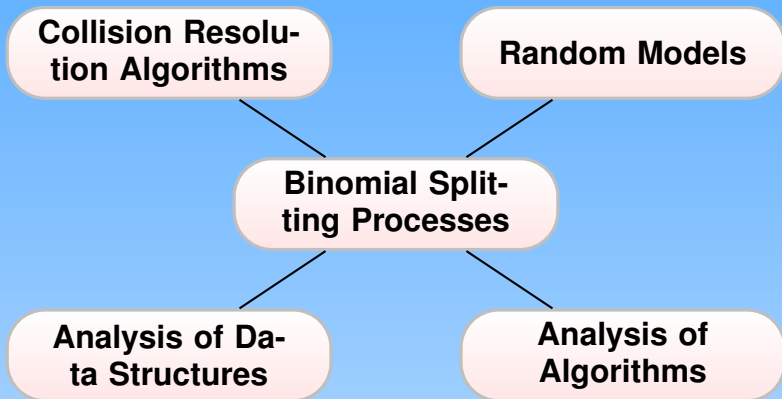 Collision Resolu-
tion Algorithms
Random Models
Binomial Split-
ting Processes
Analysis of Da-
ta Structures
Analysis of
Algorithms